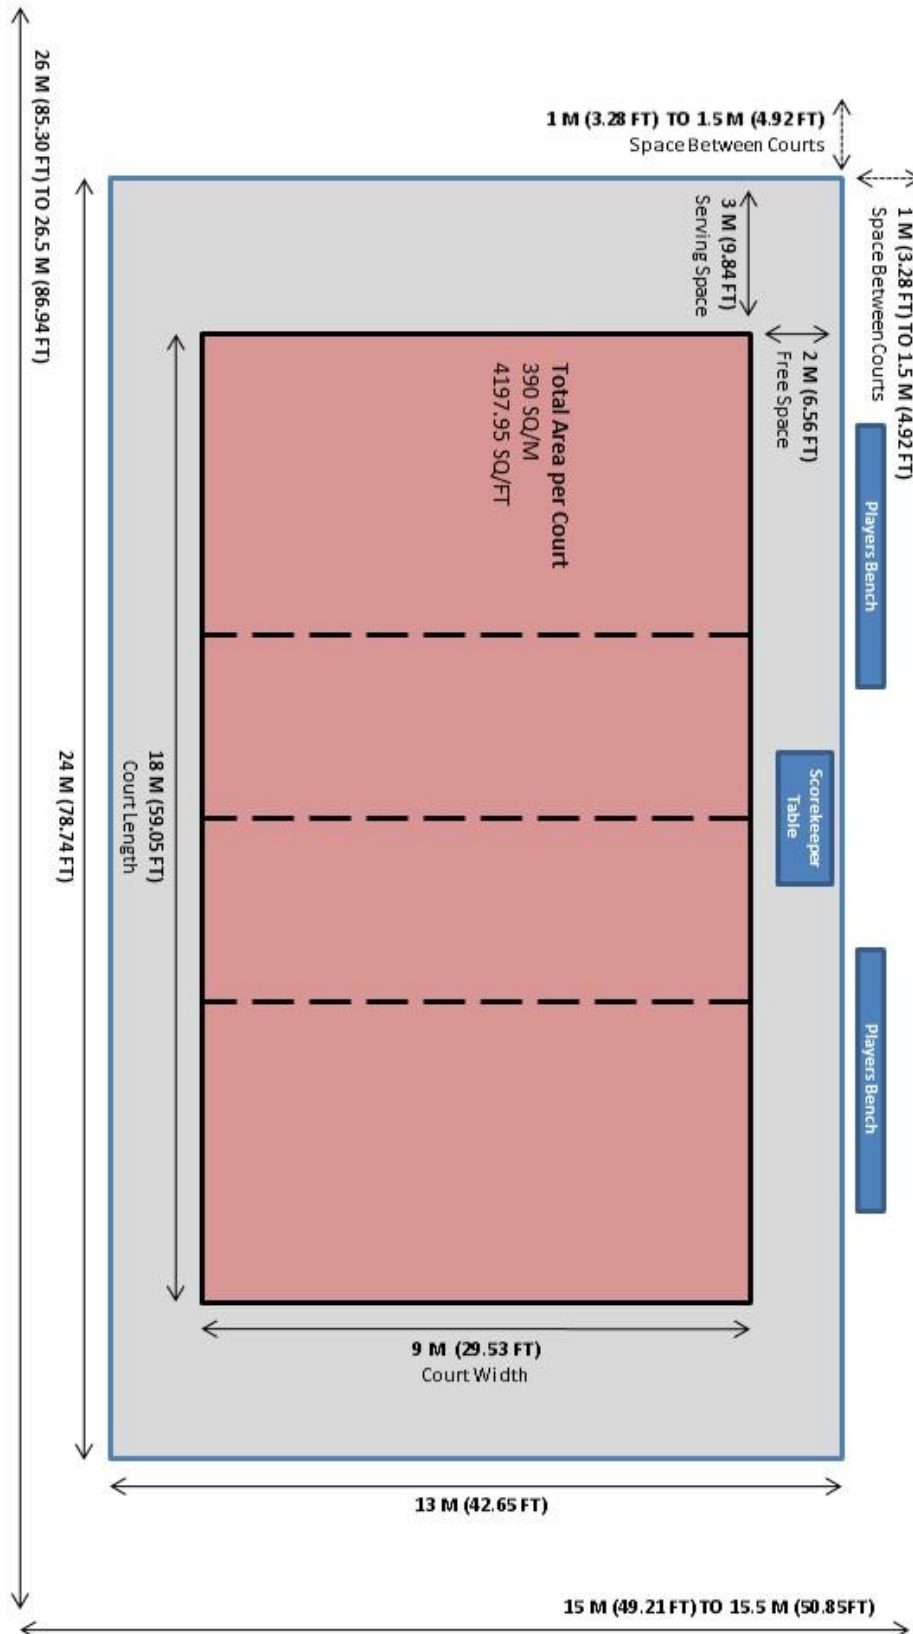 26 M (85.30 FT) TO 26.5 M (86.94 FT)
1 M (3.28 FT) TO 1.5 M (4.92 FT)
Space Between Courts
1 M (3.28 FT) TO 1.5 M (4.92 FT)
Space Between Courts
3 M (9.84 FT)
Serving Space
2 M (6.56 FT)
Free Space
Total Area per Court
390 SQ/M
4197.95 SQ/FT
Players Bench
Scorekeeper
Table
Players Bench
18 M (59.05 FT)
Court Length
24 M (78.74 FT)
9 M (29.53 FT)
Court Width
13 M (42.65 FT)
15 M (49.21 FT) TO 15.5 M (50.85FT)